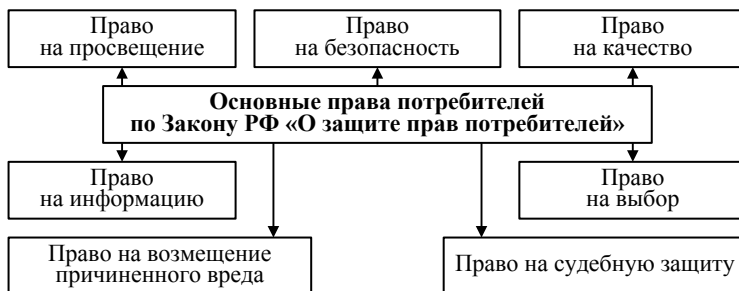 Право
на просвещение
Право
на безопасность
Право
на качество
Основные права потребителей
по Закону РФ «О защите прав потребителей»
Право
на информацию
Право
на выбор
Право на возмещение
причиненного вреда
Право на судебную защиту